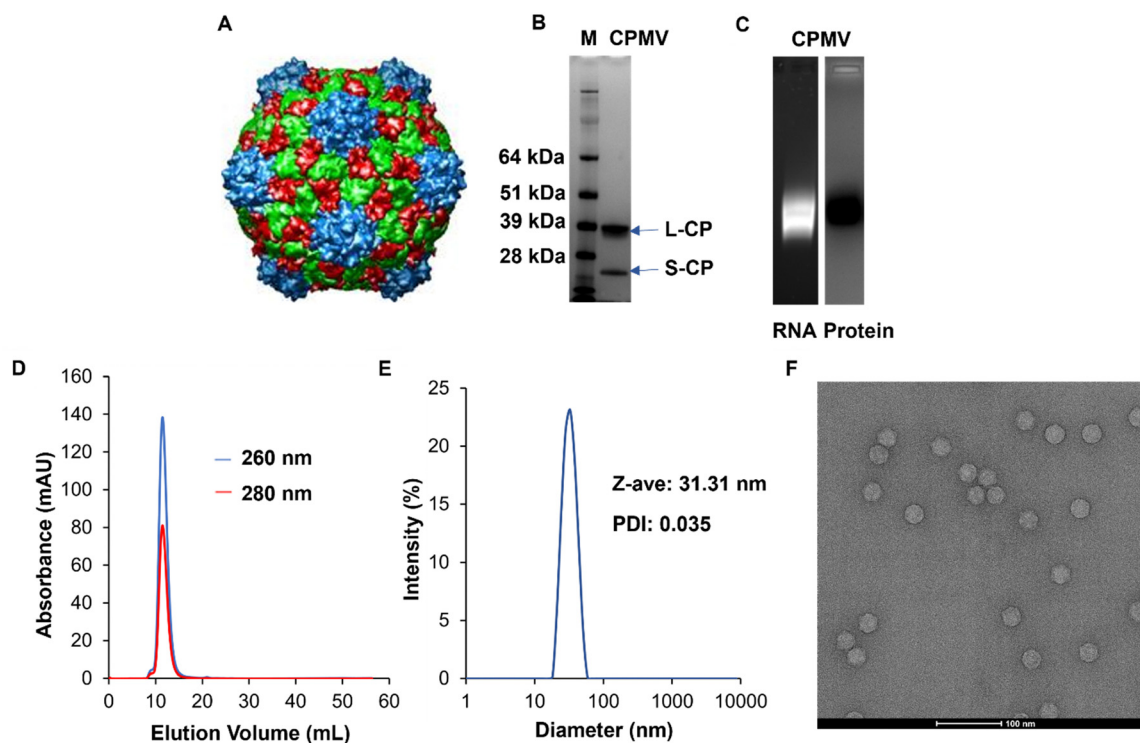 A
B
M CPMV
64 kDa
51 kDa
39 kDa
28 kDa
L-CP
S-CP
C
CPMV
RNA Protein
D
160
140
120
100
80
60
40
20
0
Absorbance (mAU)
260 nm
280 nm
0 10 20 30 40 50 60
Elution Volume (mL)
E
25
20
15
10
5
0
Intensity (%)
Z-ave: 31.31 nm
PDI: 0.035
1 10 100 1000 10000
Diameter (nm)
F
100 nm